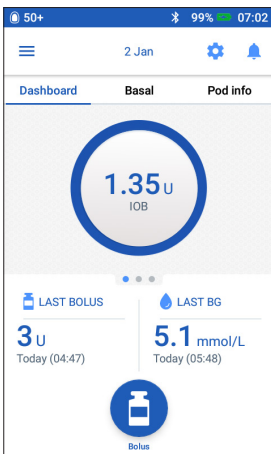 50+ 99% 07:02
2 Jan
Dashboard Basal Pod info
1.35 U
IOB
LAST BOLUS LAST BG
3 U 5.1 mmol/L
Today (04:47) Today (05:48)
Bolus